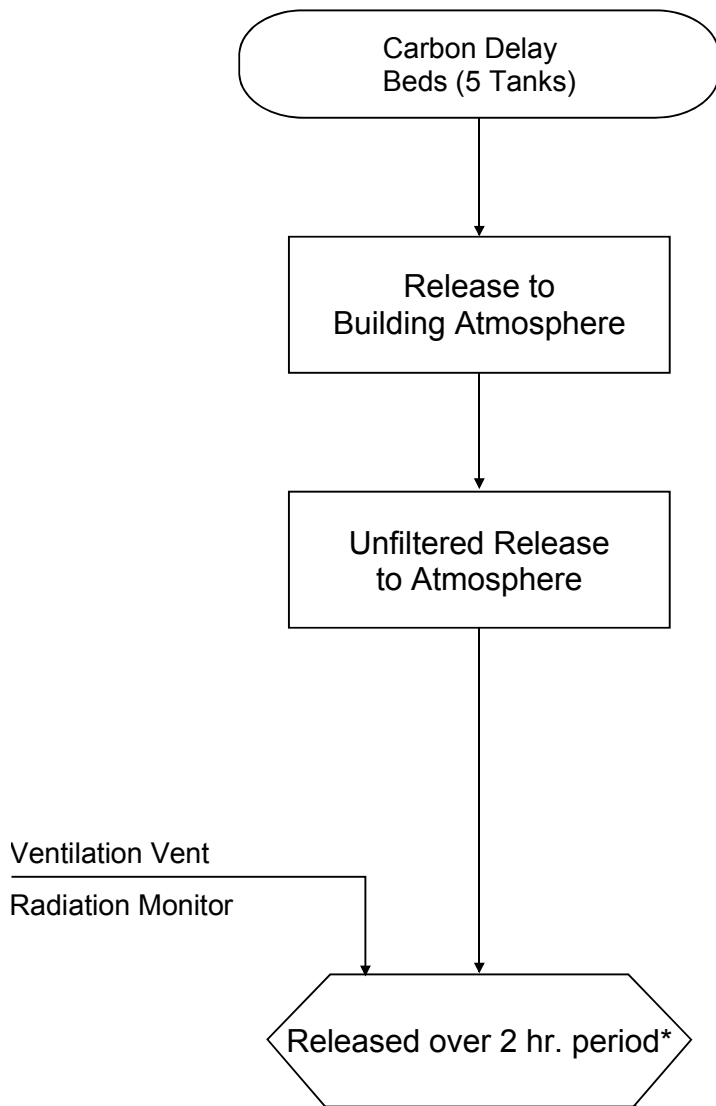 Carbon Delay
Beds (5 Tanks)
Release to
Building Atmosphere
Unfiltered Release
to Atmosphere
Ventilation Vent
Radiation Monitor
Released over 2 hr. period*